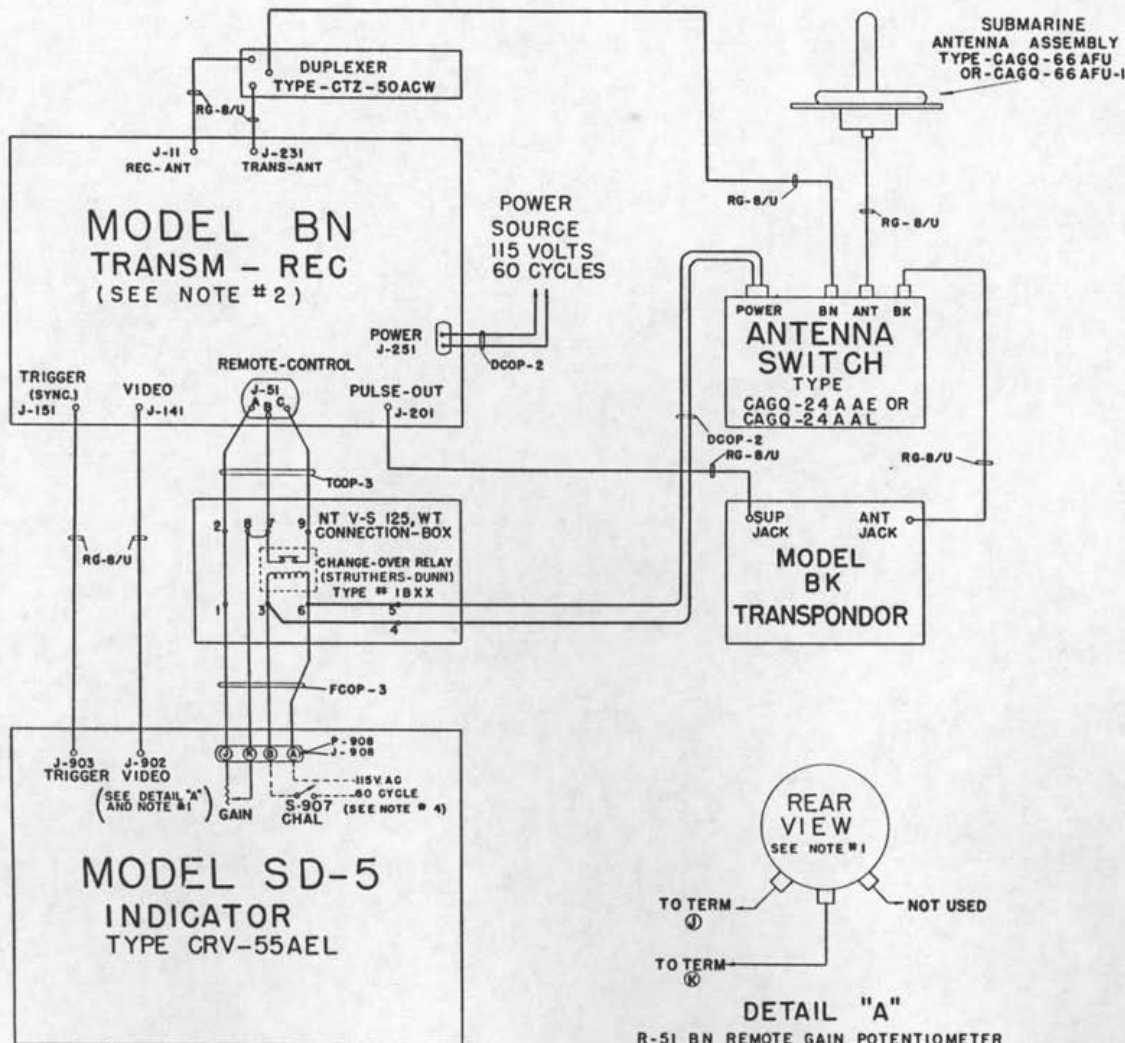 DUPLEXER
TYPE-CTZ-50ACW
RG-8/U
J-11
REC.-ANT
J-231
TRANS-ANT
SUBMARINE
ANTENNA ASSEMBLY
TYPE-CAGQ-66AFU
OR-CAGQ-66AFU-1
MODEL BN
TRANSM - REC
(SEE NOTE #2)
POWER
SOURCE
115 VOLTS
60 CYCLES
RG-8/U
RG-8/U
POWER
J-251
DCOP-2
REMOTE-CONTROL
J-51
A B C
TRIGGER
(SYNC.)
J-151
VIDEO
J-141
PULSE-OUT
J-201
POWER
BN
ANT
BK
ANTENNA
SWITCH
TYPE
CAGQ-24AAE OR
CAGQ-24AAL
DCOP-2
RG-8/U
RG-8/U
TCOP-3
RG-8/U
2 8 7 9
NT V-S 125, WT
CONNECTION-BOX
CHANGE-OVER RELAY
(STRUTHERS-DUNN)
TYPE # 1BXX
1 3 6 5
4
SUP
JACK
ANT
JACK
MODEL
BK
TRANSPONDOR
FCOP-3
P-908
J-908
J K B A
J-903
TRIGGER
J-902
VIDEO
(SEE DETAIL "A"
AND NOTE #1)
GAIN
S-907
CHAL
115V. AC
60 CYCLE
(SEE NOTE # 4)
MODEL SD-5
INDICATOR
TYPE CRV-55AEL
REAR
VIEW
SEE NOTE #1
TO TERM
J
NOT USED
TO TERM
K
DETAIL "A"
R-51 BN REMOTE GAIN POTENTIOMETER